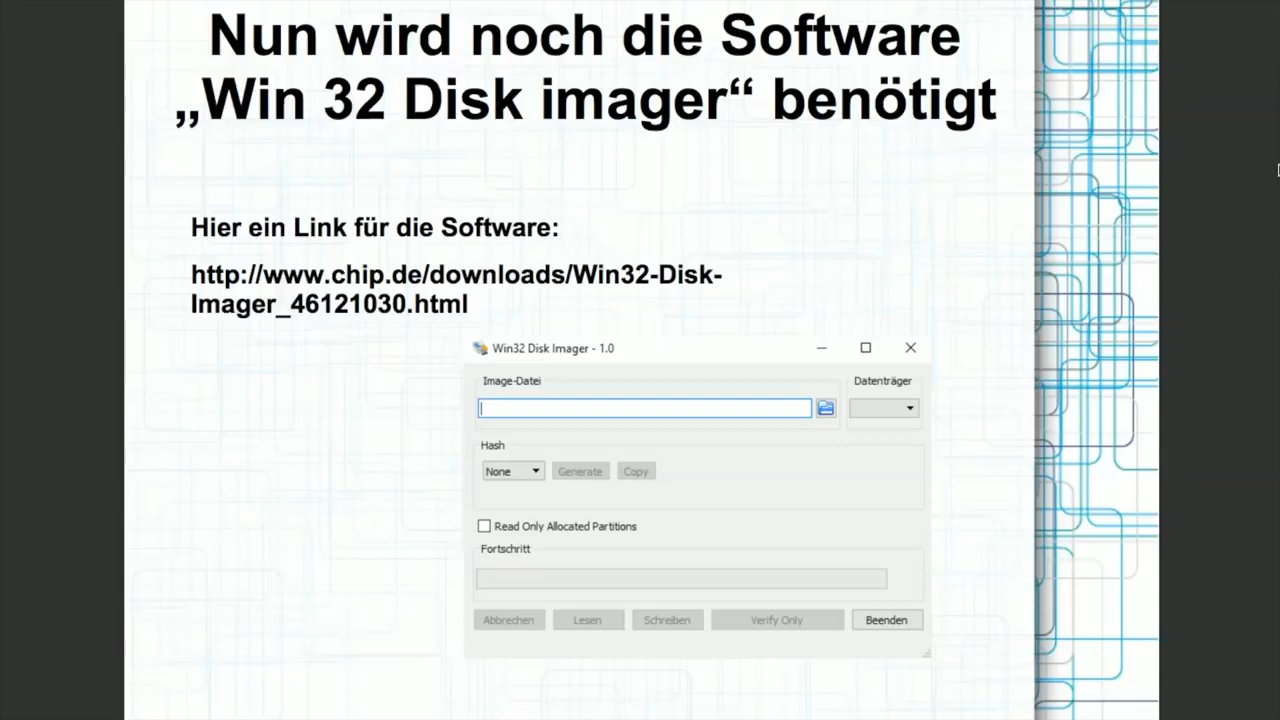 Nun wird noch die Software
„Win 32 Disk imager“ benötigt
Hier ein Link für die Software:
http://www.chip.de/downloads/Win32-Disk-
Imager_46121030.html
Win32 Disk Imager - 1.0
Image-Datei
Datenträger
Hash
None
Generate
Copy
Read Only Allocated Partitions
Fortschritt
Abbrechen
Lesen
Schreiben
Verify Only
Beenden